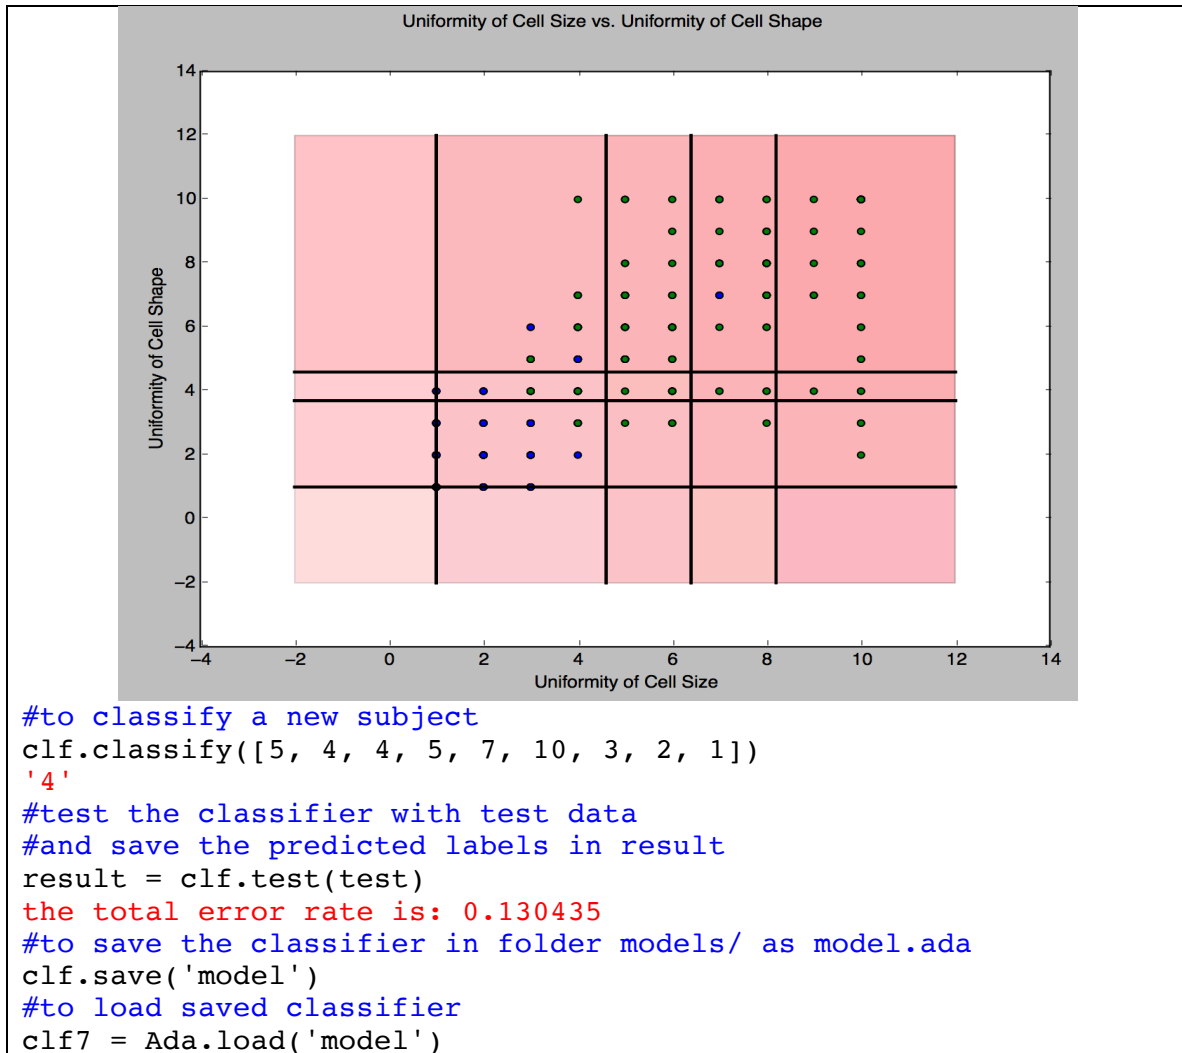 Uniformity of Cell Size vs. Uniformity of Cell Shape
14
12
10
8
6
4
2
0
−2
−4
Uniformity of Cell Shape
−4 −2 0 2 4 6 8 10 12 14
Uniformity of Cell Size
#to classify a new subject
clf.classify([5, 4, 4, 5, 7, 10, 3, 2, 1])
'4'
#test the classifier with test data
#and save the predicted labels in result
result = clf.test(test)
the total error rate is: 0.130435
#to save the classifier in folder models/ as model.ada
clf.save('model')
#to load saved classifier
clf7 = Ada.load('model')